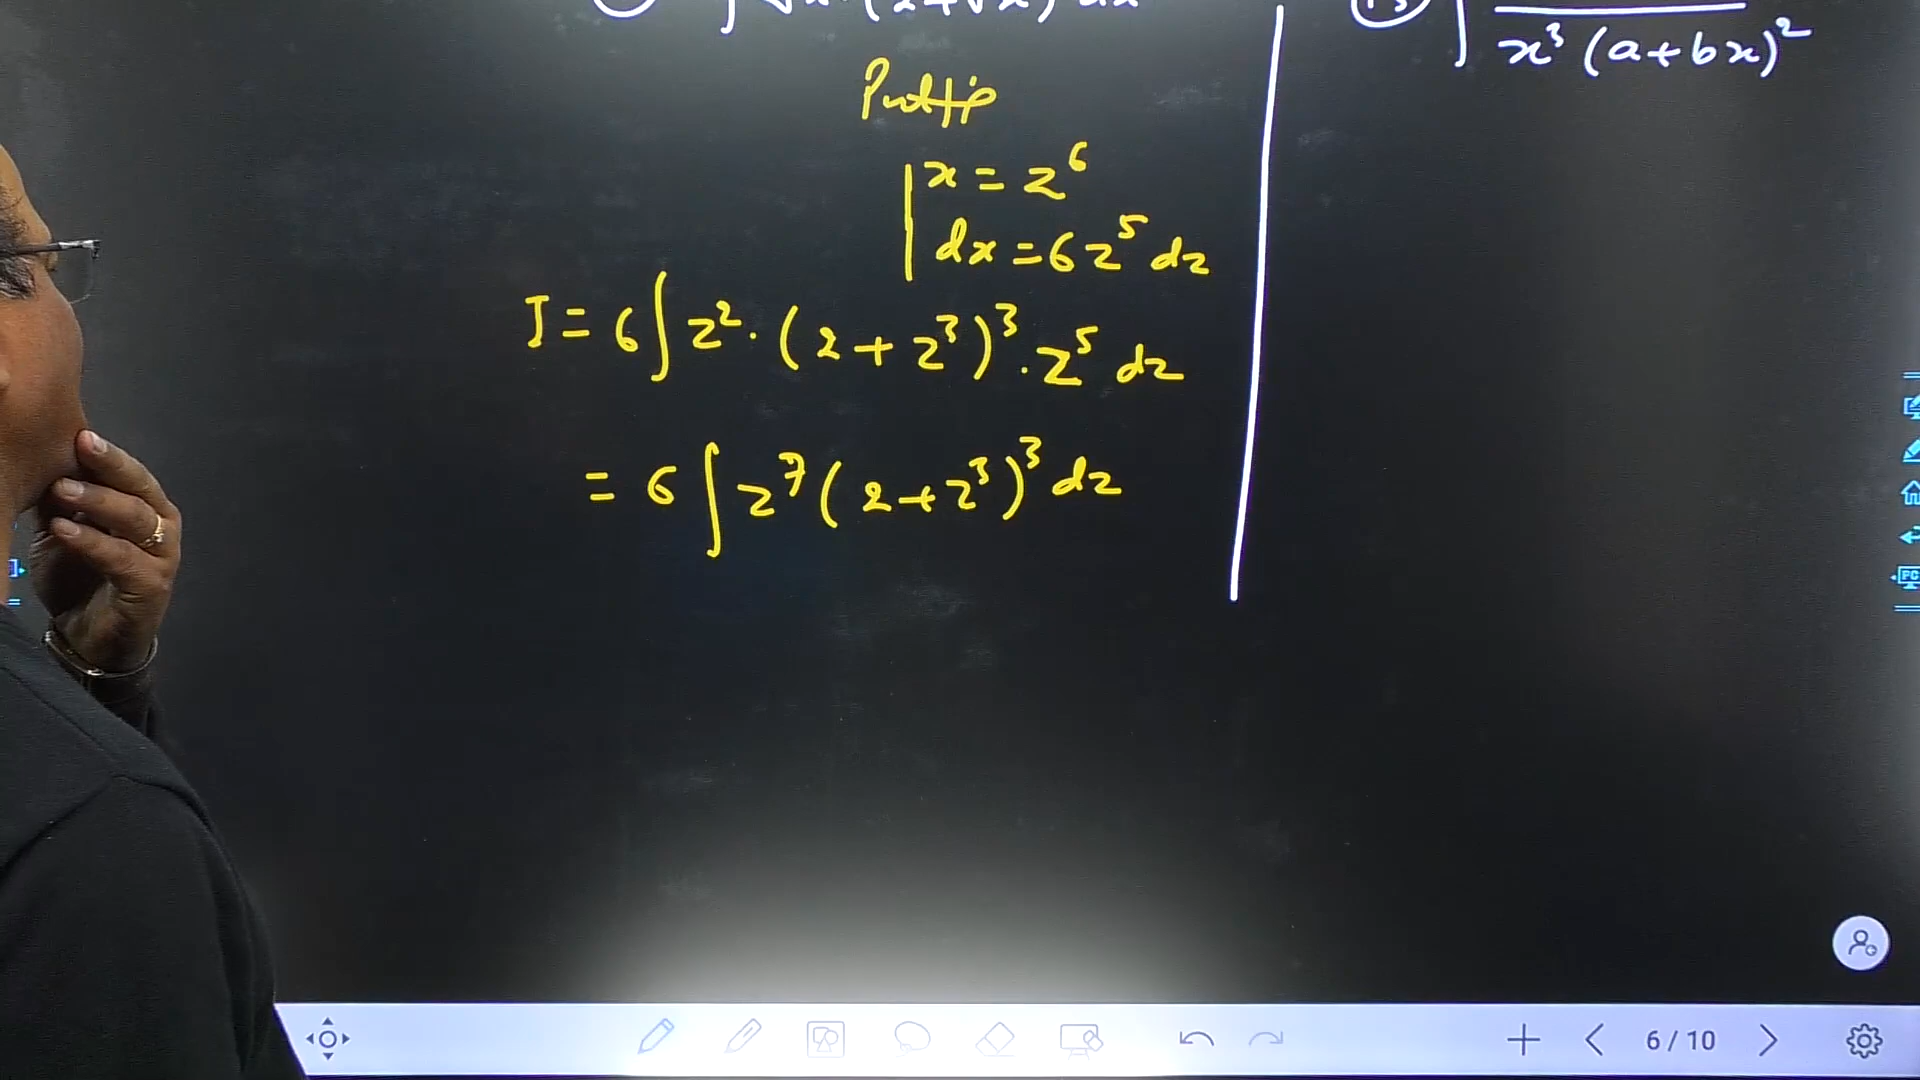 x³ (a+bx)²
x = z⁶
dx = 6z⁵ dz
I = 6∫z²·(2+z³)³·z⁵ dz
= 6∫z⁷(2+z³)³ dz
6/10